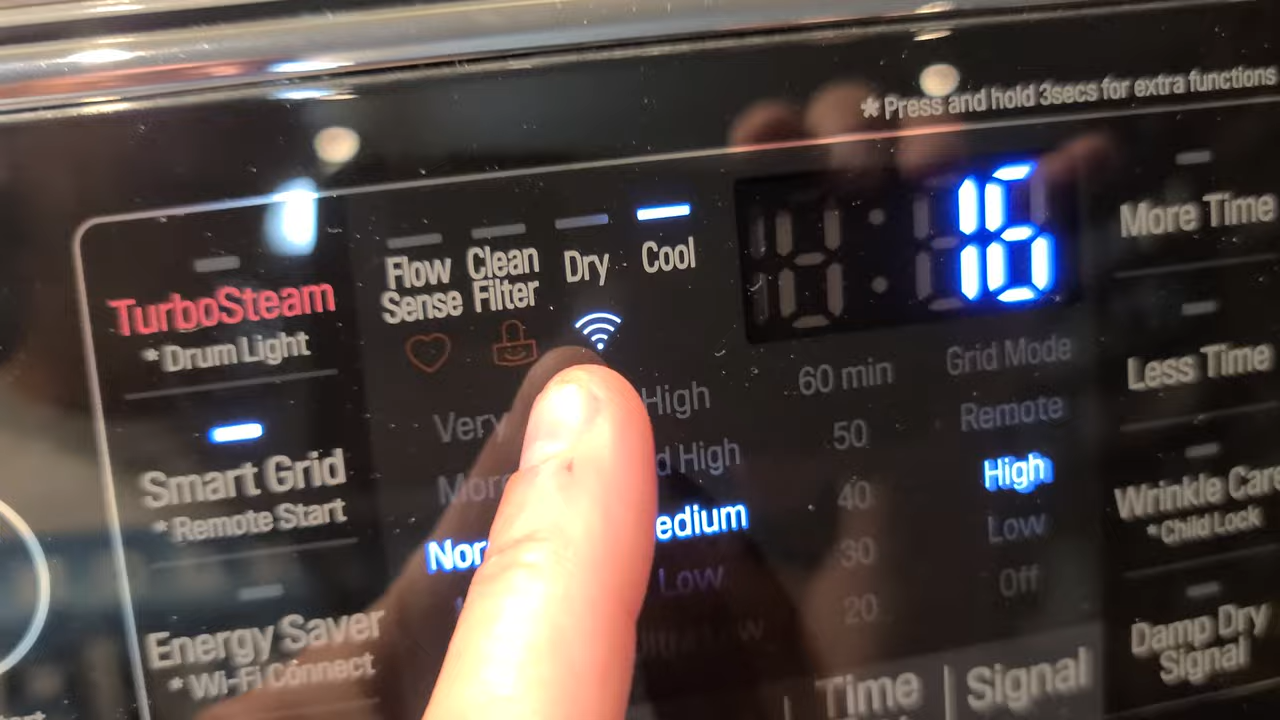 * Press and hold 3secs for extra functions
TurboSteam
* Drum Light
Smart Grid
* Remote Start
Energy Saver
* Wi-Fi Connect
Flow
Sense
Clean
Filter
Dry
Cool
16
Very
More
Nor
High
d High
edium
Low
60 min
50
40
30
20
Time
Grid Mode
Remote
High
Low
Off
Signal
More Time
Less Time
Wrinkle Care
* Child Lock
Damp Dry
Signal